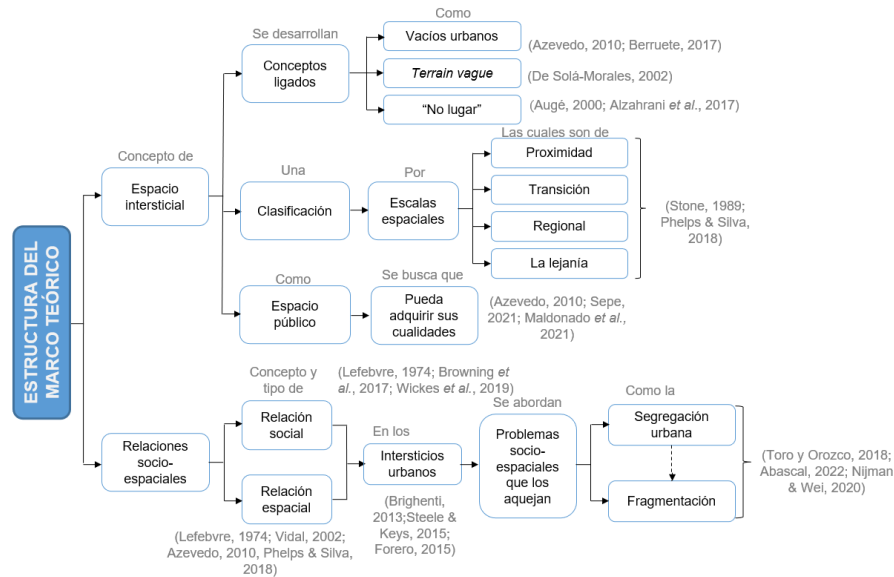 ESTRUCTURA DEL
MARCO TEÓRICO
Concepto de
Espacio
intersticial
Se desarrollan
Conceptos
ligados
Como
Vacíos urbanos
(Azevedo, 2010; Berruete, 2017)
Terrain vague
(De Solá-Morales, 2002)
“No lugar”
(Augé, 2000; Alzahrani et al., 2017)
Una
Clasificación
Por
Escalas
espaciales
Las cuales son de
Proximidad
Transición
Regional
La lejanía
(Stone, 1989;
Phelps & Silva,
2018)
Como
Espacio
público
Se busca que
Pueda
adquirir sus
cualidades
(Azevedo, 2010; Sepe,
2021; Maldonado et al.,
2021)
Relaciones
socio-
espaciales
Concepto y
tipo de
Relación
social
(Lefebvre, 1974; Browning et
al., 2017; Wickes et al., 2019)
Relación
espacial
(Lefebvre, 1974; Vidal, 2002;
Azevedo, 2010, Phelps & Silva,
2018)
En los
Intersticios
urbanos
(Brighenti,
2013;Steele &
Keys, 2015;
Forero, 2015)
Se abordan
Problemas
socio-
espaciales
que los
aquejan
Como la
Segregación
urbana
Fragmentación
(Toro y Orozco, 2018;
Abascal, 2022; Nijman
& Wei, 2020)